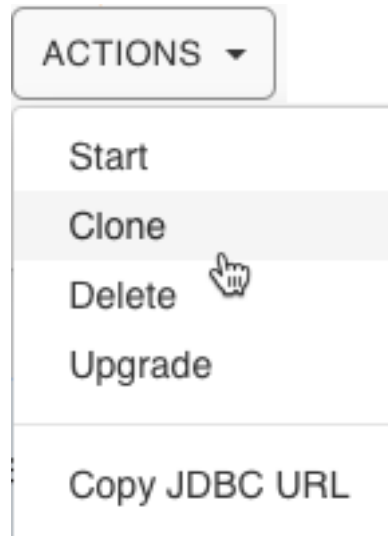 ACTIONS
Start
Clone
Delete
Upgrade
Copy JDBC URL